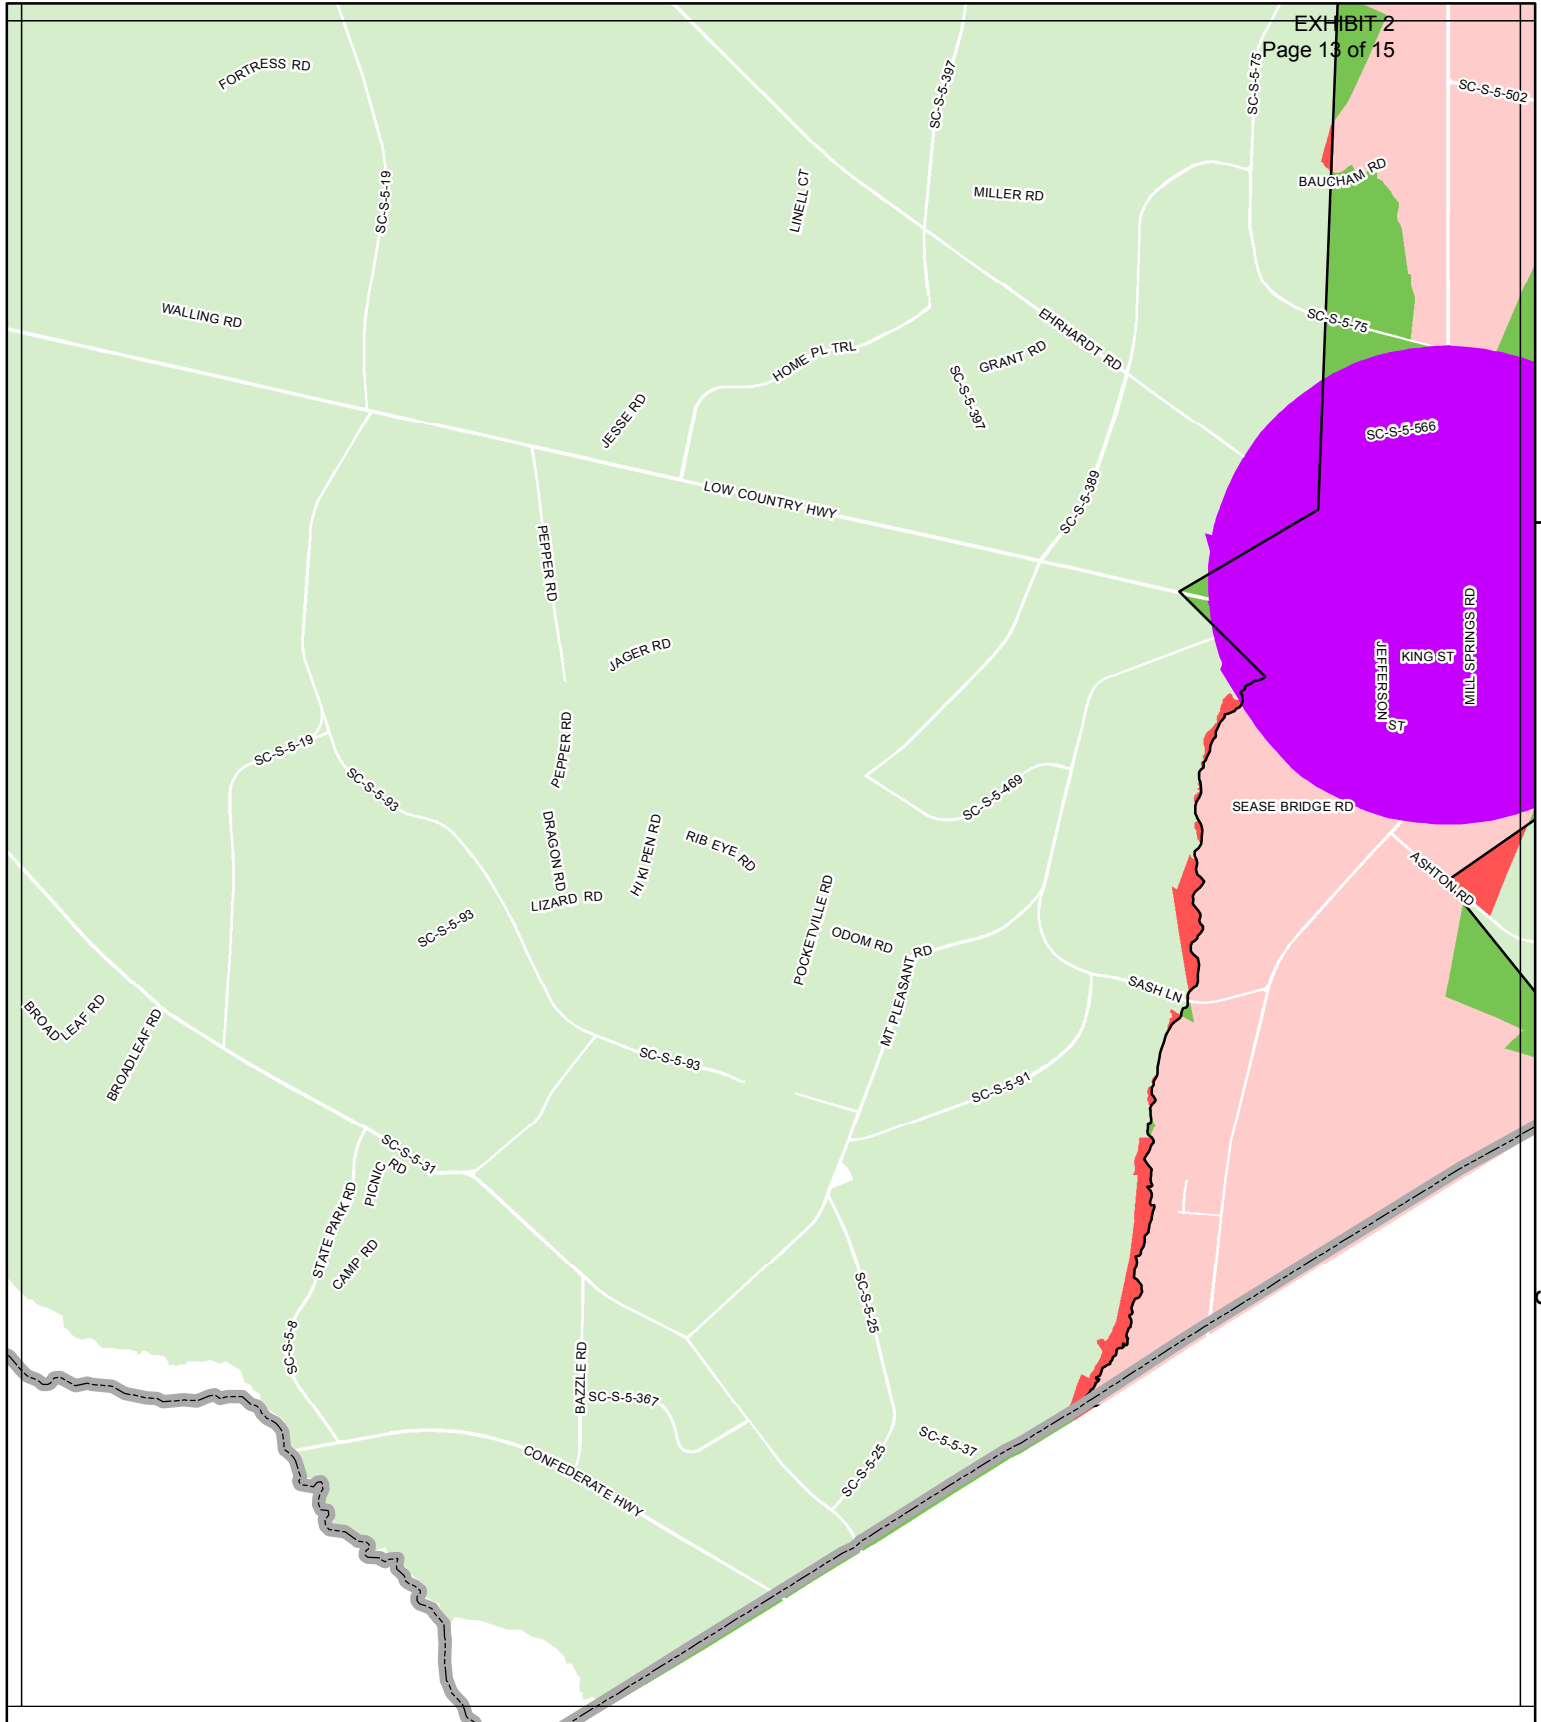 EXHIBIT 2
Page 13 of 15
FORTRESS RD
SC-S-5-397
SC-S-5-75
SC-S-5-502
SC-S-5-19
LINELL CT
MILLER RD
BAUCHAM RD
WALLING RD
EHRHARDT RD
SC-S-5-75
HOME PL TRL
GRANT RD
SC-S-5-397
JESSE RD
SC-S-5-566
LOW COUNTRY HWY
SC-S-5-389
PEPPER RD
JAGER RD
JEFFERSON ST
KING ST
MILL SPRINGS RD
PEPPER RD
SC-S-5-19
SC-S-5-93
SC-S-5-469
SEASE BRIDGE RD
DRAGON RD
HI KI PEN RD
RIB EYE RD
ASHTON RD
LIZARD RD
SC-S-5-93
POCKETVILLE RD
ODOM RD
MT PLEASANT RD
SASH LN
BROAD LEAF RD
BROADLEAF RD
SC-S-5-93
SC-S-5-91
SC-S-5-31
PICNIC RD
STATE PARK RD
CAMP RD
SC-S-5-25
SC-S-5-8
BAZZLE RD
SC-S-5-367
SC-5-5-37
CONFEDERATE HWY
SC-S-5-25